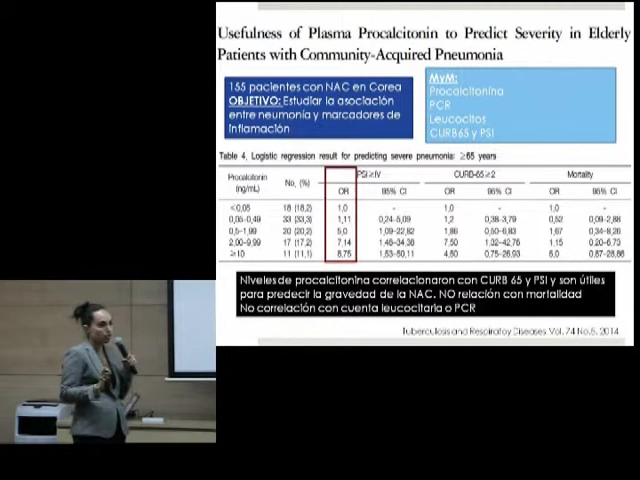 Usefulness of Plasma Procalcitonin to Predict Severity in Elderly
Patients with Community-Acquired Pneumonia
155 pacientes con NAC en Corea
OBJETIVO: Estudiar la asociación
entre neumonía y marcadores de
inflamación
MyM:
Procalcitonina
PCR
Leucocitos
CURB65 y PSI
Table 4. Logistic regression result for predicting severe pneumonia: ≥65 years
Procalcitonin
(ng/mL)
No. (%)
PSI≥IV
CURB-65≥2
Mortality
OR 95% CI OR 95% CI OR 95% CI
<0,05 18 (18,2) 1,0 - 1,0 - 1,0 -
0,05-0,49 33 (33,3) 1,11 0,24-5,09 1,2 0,38-3,79 0,52 0,09-2,88
0,5-1,99 20 (20,2) 5,0 1,09-22,82 1,86 0,50-6,83 1,67 0,34-8,26
2,00-9,99 17 (17,2) 7,14 1,46-34,38 7,50 1,32-42,76 1,15 0,20-6,73
≥10 11 (11,1) 8,75 1,53-50,11 4,50 0,75-26,93 5,0 0,87-28,86
Niveles de procalcitonina correlacionaron con CURB 65 y PSI y son útiles
para predecir la gravedad de la NAC. NO relación con mortalidad
No correlación con cuenta leucocitaria o PCR
Tuberculosis and Respiratoy Diseases Vol. 74 No.5, 2014